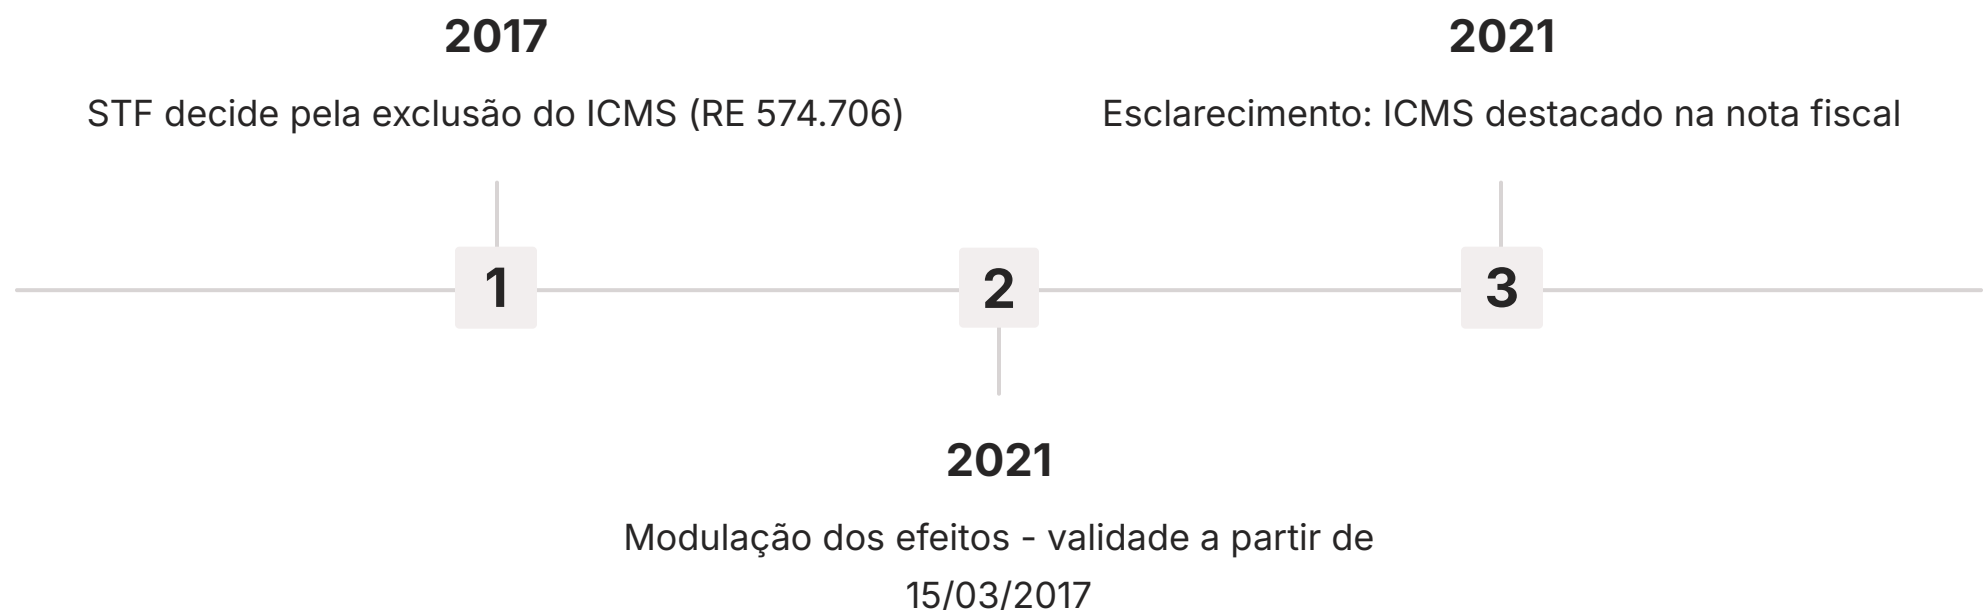 2017
STF decide pela exclusão do ICMS (RE 574.706)
2021
Esclarecimento: ICMS destacado na nota fiscal
1
2
3
2021
Modulação dos efeitos - validade a partir de
15/03/2017